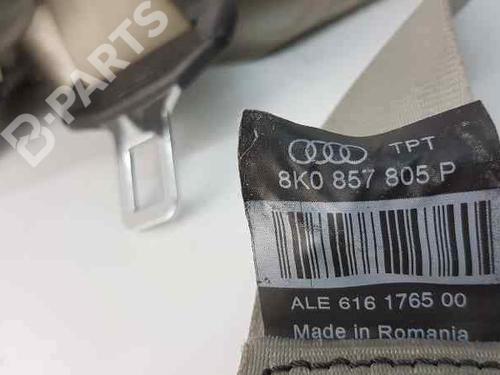 B-PARTS
TPT
8K0 857 805 P
ALE 616 1765 00
Made in Romania